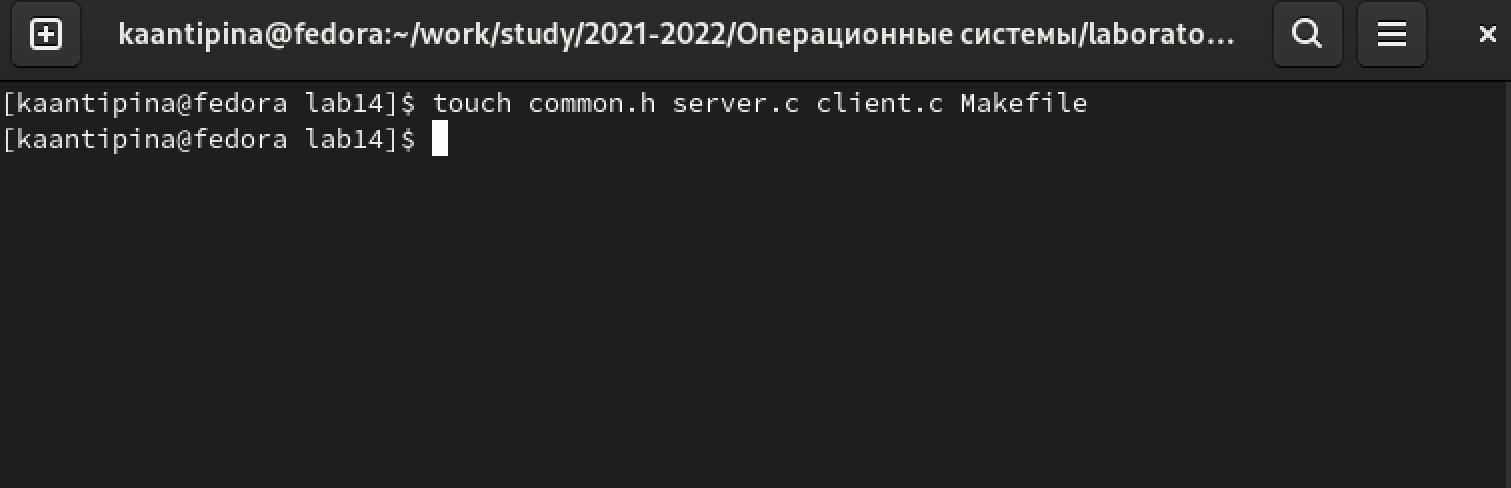 kaantipina@fedora:~/work/study/2021-2022/Операционные системы/laborato…
[kaantipina@fedora lab14]$ touch common.h server.c client.c Makefile
[kaantipina@fedora lab14]$